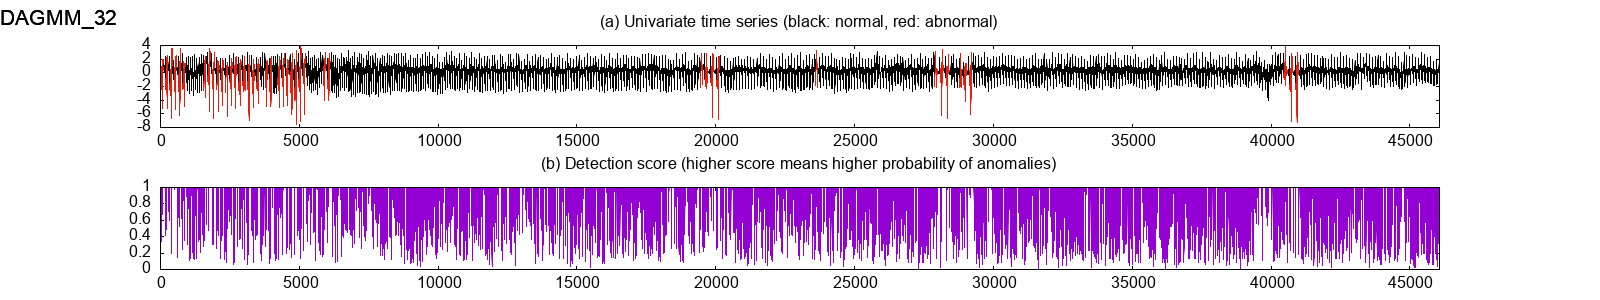 DAGMM_32
(a) Univariate time series (black: normal, red: abnormal)
4
2
0
-2
-4
-6
-8
0 5000 10000 15000 20000 25000 30000 35000 40000 45000
(b) Detection score (higher score means higher probability of anomalies)
1
0.8
0.6
0.4
0.2
0
0 5000 10000 15000 20000 25000 30000 35000 40000 45000